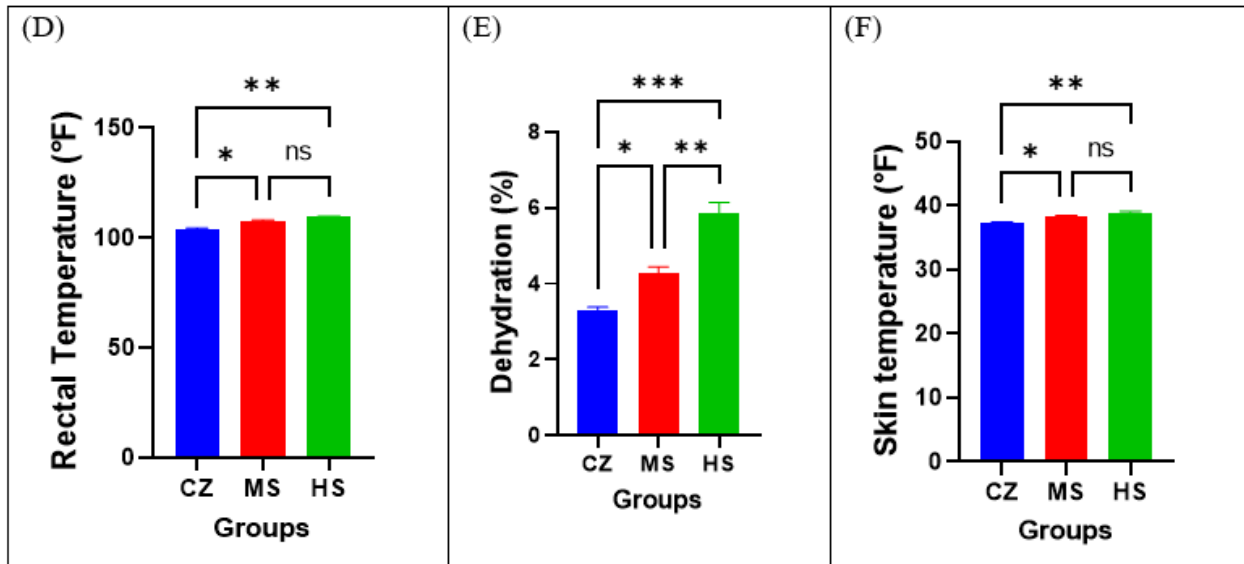 (D)
**
*
ns
150
100
50
0
Rectal Temperature (°F)
CZ MS HS
Groups
(E)
***
*
**
8
6
4
2
0
Dehydration (%)
CZ MS HS
Groups
(F)
**
*
ns
50
40
30
20
10
0
Skin temperature (°F)
CZ MS HS
Groups